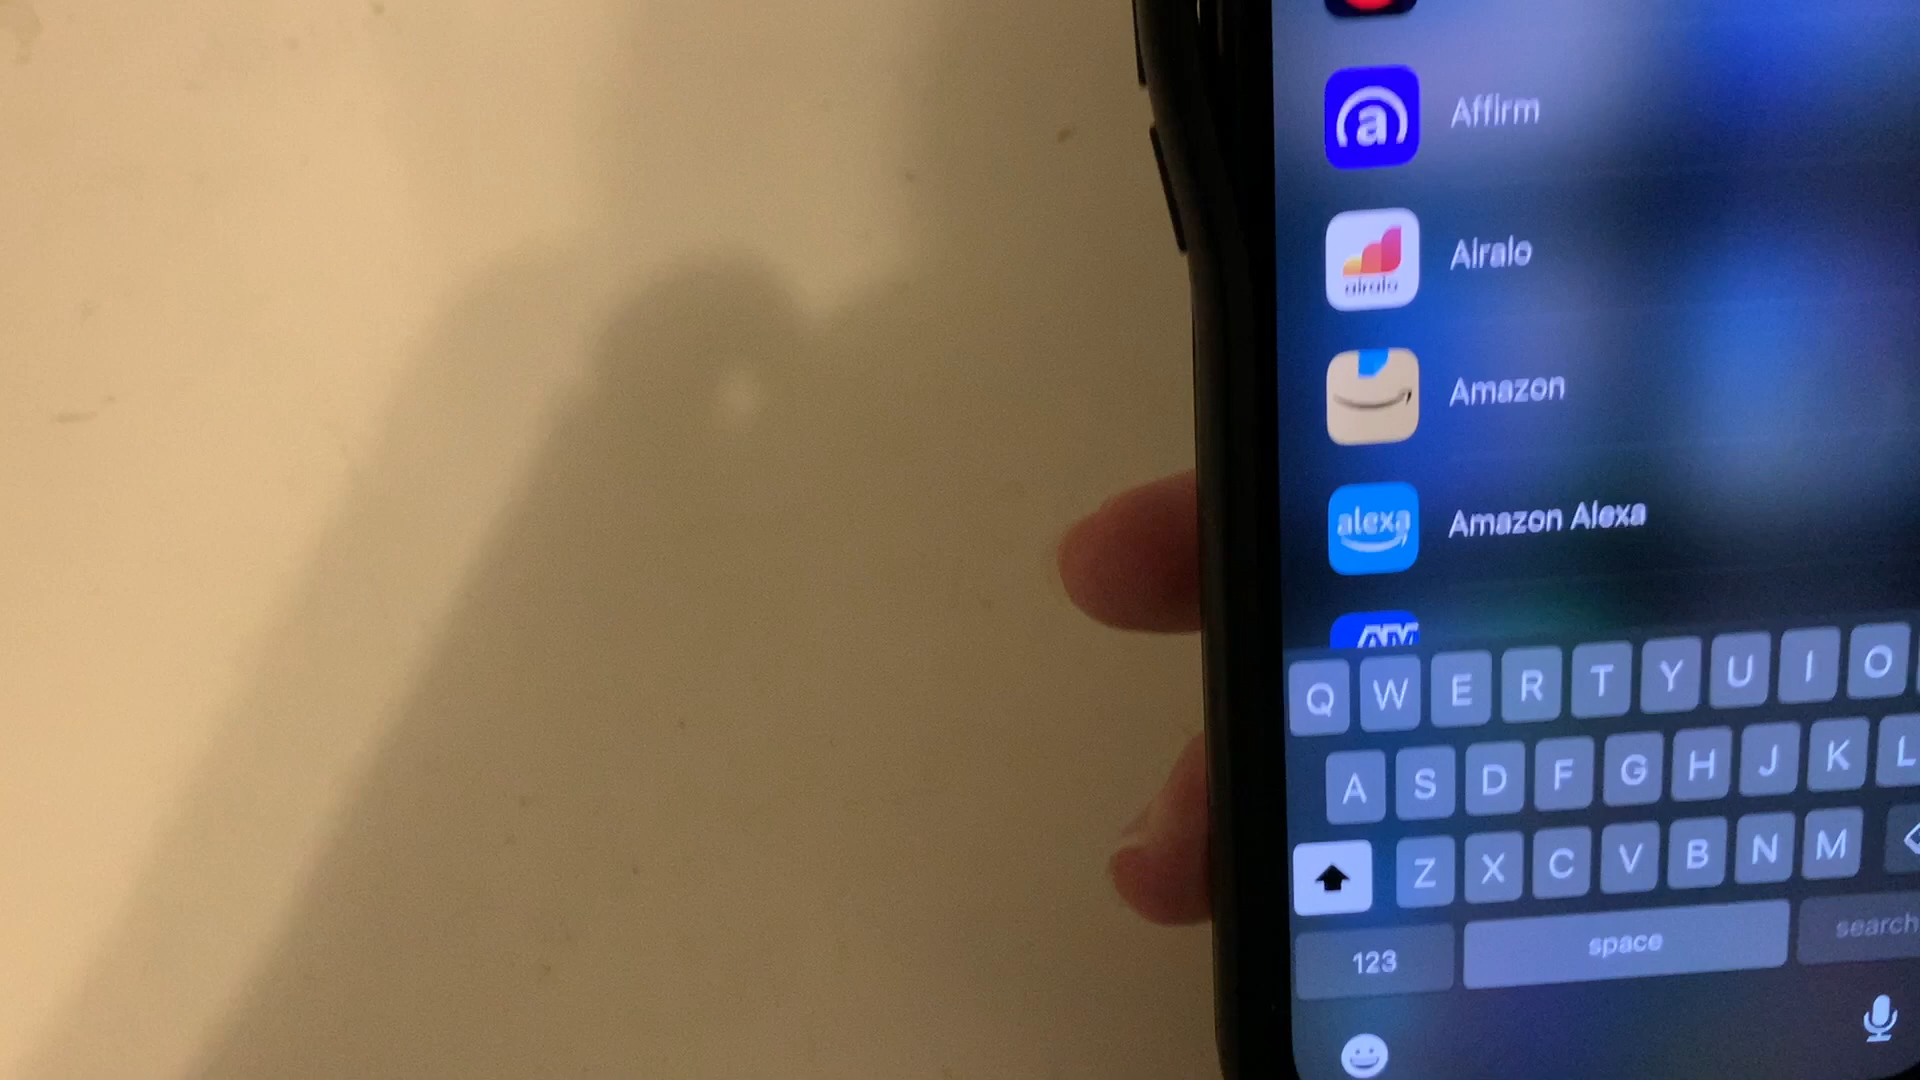 Affirm
a
Airalo
airalo
Amazon
Amazon Alexa
alexa
Q W E R T Y U I O
A S D F G H J K L
Z X C V B N M
123 space search